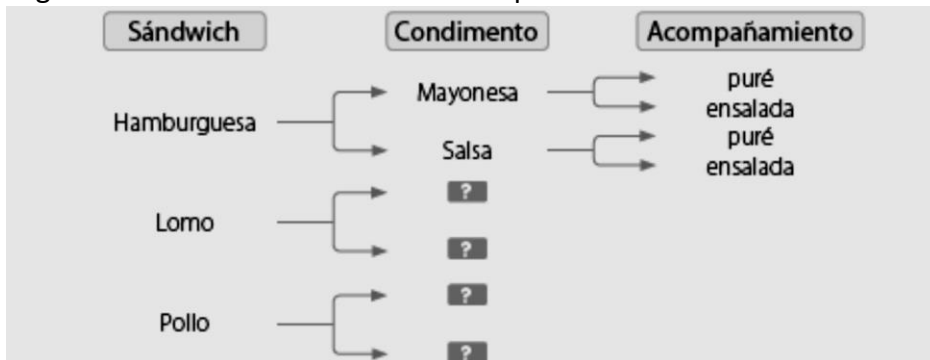 Sándwich Condimento Acompañamiento
puré
Mayonesa
ensalada
Hamburguesa
puré
Salsa
ensalada
?
Lomo
?
?
Pollo
?